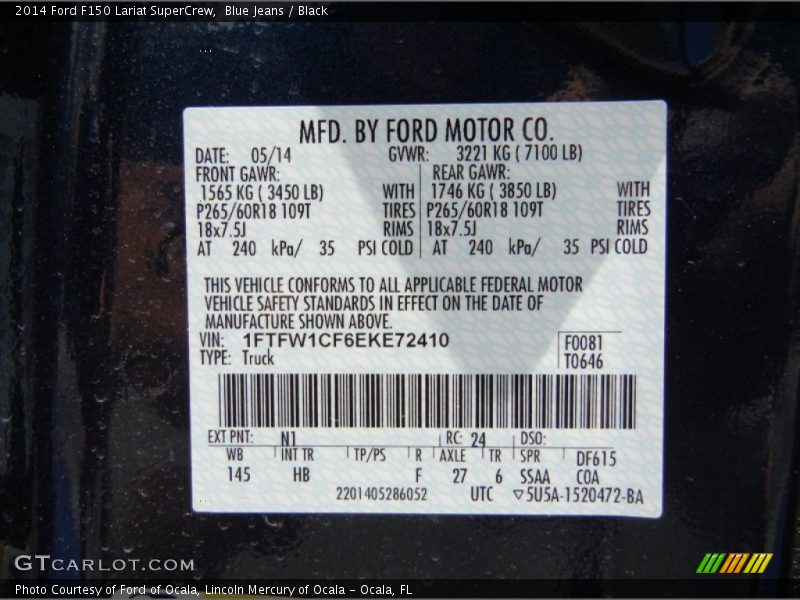 2014 Ford F150 Lariat SuperCrew, Blue Jeans / Black
MFD. BY FORD MOTOR CO.
DATE: 05/14 GVWR: 3221 KG ( 7100 LB)
FRONT GAWR: REAR GAWR:
1565 KG ( 3450 LB) WITH 1746 KG ( 3850 LB) WITH
P265/60R18 109T TIRES P265/60R18 109T TIRES
18x7.5J RIMS 18x7.5J RIMS
AT 240 kPa/ 35 PSI COLD AT 240 kPa/ 35 PSI COLD
THIS VEHICLE CONFORMS TO ALL APPLICABLE FEDERAL MOTOR
VEHICLE SAFETY STANDARDS IN EFFECT ON THE DATE OF
MANUFACTURE SHOWN ABOVE.
VIN: 1FTFW1CF6EKE72410 F0081
TYPE: Truck T0646
EXT PNT: N1 RC: 24 DSO:
WB INT TR TP/PS R AXLE TR SPR DF615
145 HB F 27 6 SSAA COA
2201405286052 UTC ▽5U5A-1520472-BA
GTCARLOT.COM
Photo Courtesy of Ford of Ocala, Lincoln Mercury of Ocala – Ocala, FL